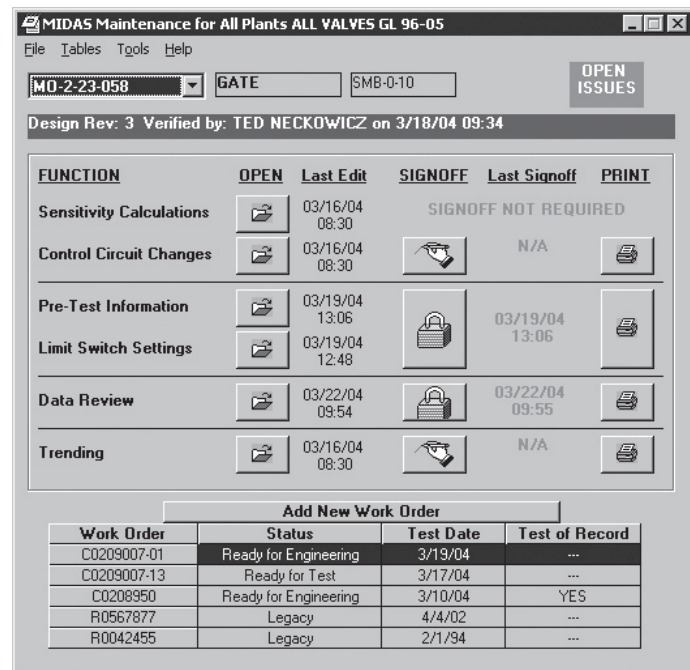 MIDAS Maintenance for All Plants ALL VALVES GL 96-05
File Tables Tools Help
MO-2-23-058 GATE SMB-0-10 OPEN ISSUES
Design Rev: 3 Verified by: TED NECKOWICZ on 3/18/04 09:34
FUNCTION OPEN Last Edit SIGNOFF Last Signoff PRINT
Sensitivity Calculations 03/16/04 08:30 SIGNOFF NOT REQUIRED
Control Circuit Changes 03/16/04 08:30 N/A
Pre-Test Information 03/19/04 13:06 03/19/04 13:06
Limit Switch Settings 03/19/04 12:48
Data Review 03/22/04 09:54 03/22/04 09:55
Trending 03/16/04 08:30 N/A
Add New Work Order
Work Order Status Test Date Test of Record
C0209007-01 Ready for Engineering 3/19/04 ---
C0209007-13 Ready for Test 3/17/04 ---
C0208950 Ready for Engineering 3/10/04 YES
R0567877 Legacy 4/4/02 ---
R0042455 Legacy 2/1/94 ---